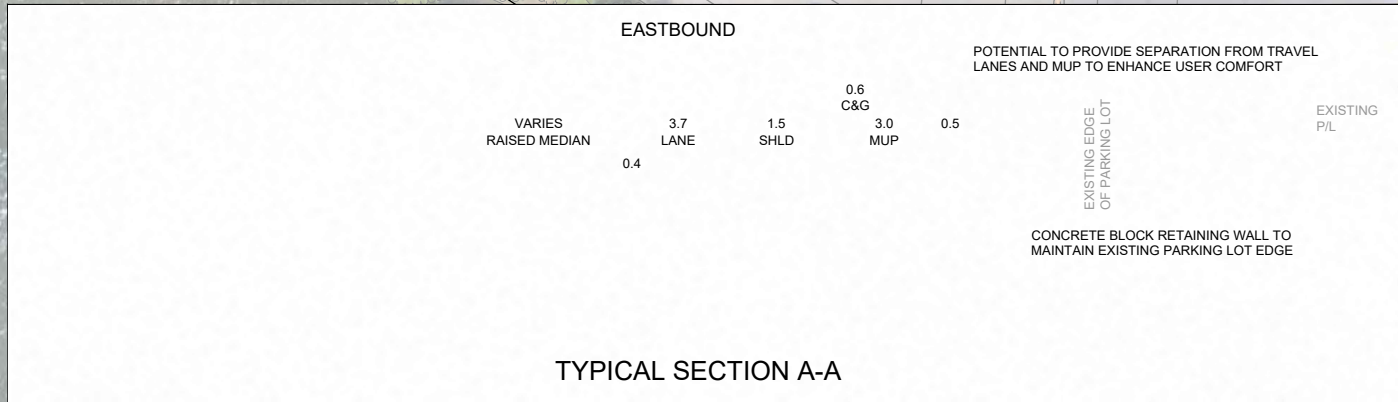 EASTBOUND
POTENTIAL TO PROVIDE SEPARATION FROM TRAVEL
LANES AND MUP TO ENHANCE USER COMFORT
0.6
C&G
VARIES 3.7 1.5 3.0 0.5
RAISED MEDIAN LANE SHLD MUP
0.4
EXISTING EDGE
OF PARKING LOT
EXISTING
P/L
CONCRETE BLOCK RETAINING WALL TO
MAINTAIN EXISTING PARKING LOT EDGE
TYPICAL SECTION A-A